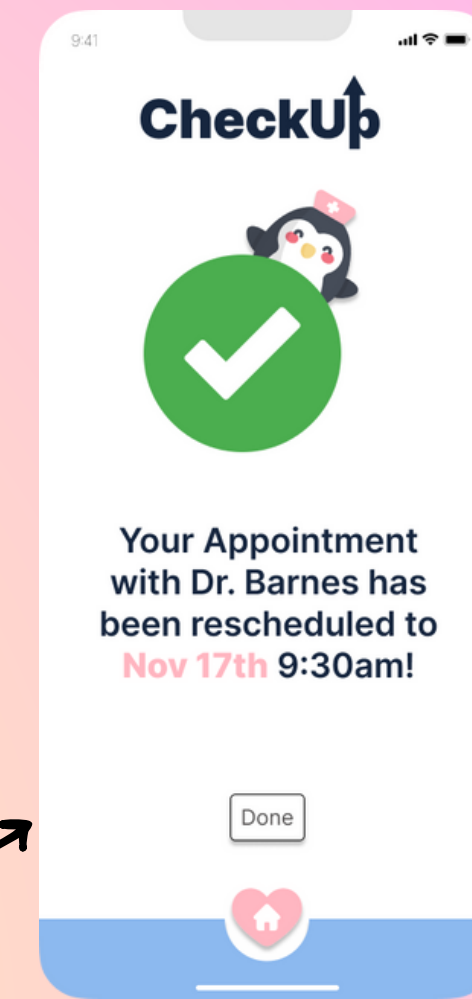 9:41
CheckUp
Your Appointment
with Dr. Barnes has
been rescheduled to
Nov 17th 9:30am!
Done